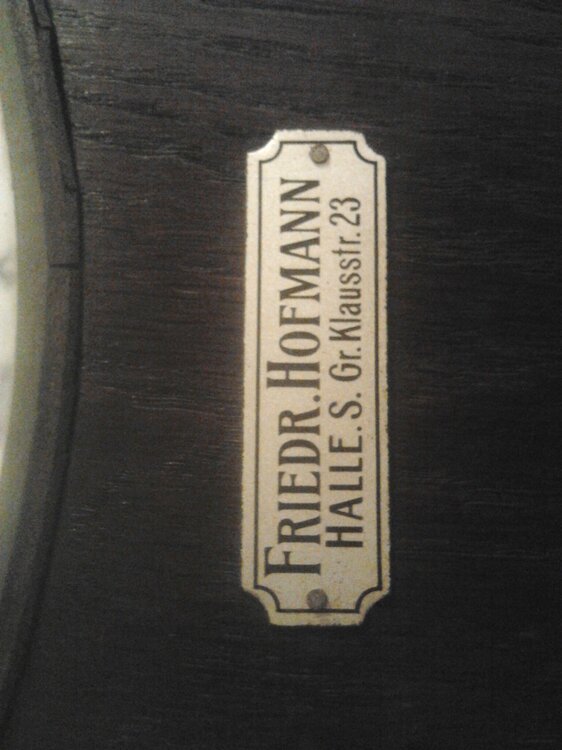 FRIEDR. HOFMANN
HALLE. S. Gr. Klausstr. 23